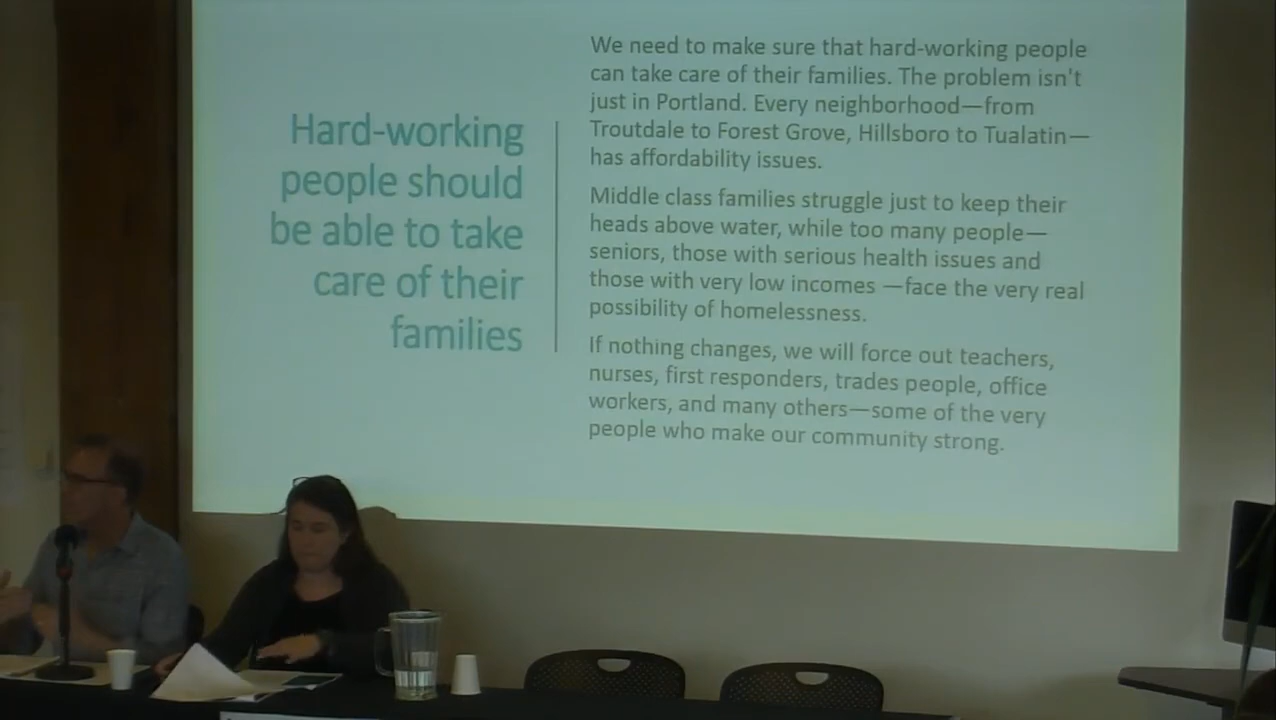 Hard-working
people should
be able to take
care of their
families
We need to make sure that hard-working people
can take care of their families. The problem isn't
just in Portland. Every neighborhood—from
Troutdale to Forest Grove, Hillsboro to Tualatin—
has affordability issues.
Middle class families struggle just to keep their
heads above water, while too many people—
seniors, those with serious health issues and
those with very low incomes —face the very real
possibility of homelessness.
If nothing changes, we will force out teachers,
nurses, first responders, trades people, office
workers, and many others—some of the very
people who make our community strong.